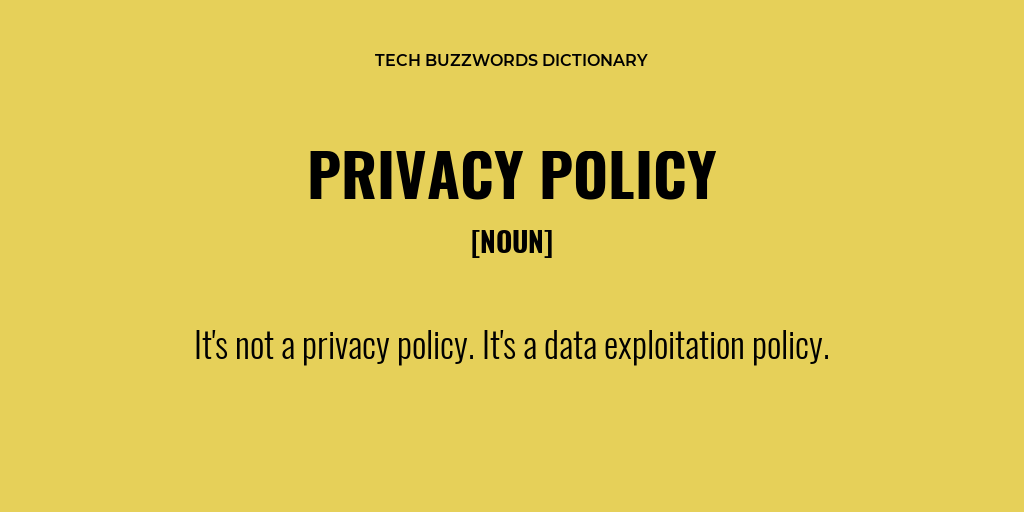 TECH BUZZWORDS DICTIONARY
PRIVACY POLICY
[NOUN]
It's not a privacy policy. It's a data exploitation policy.